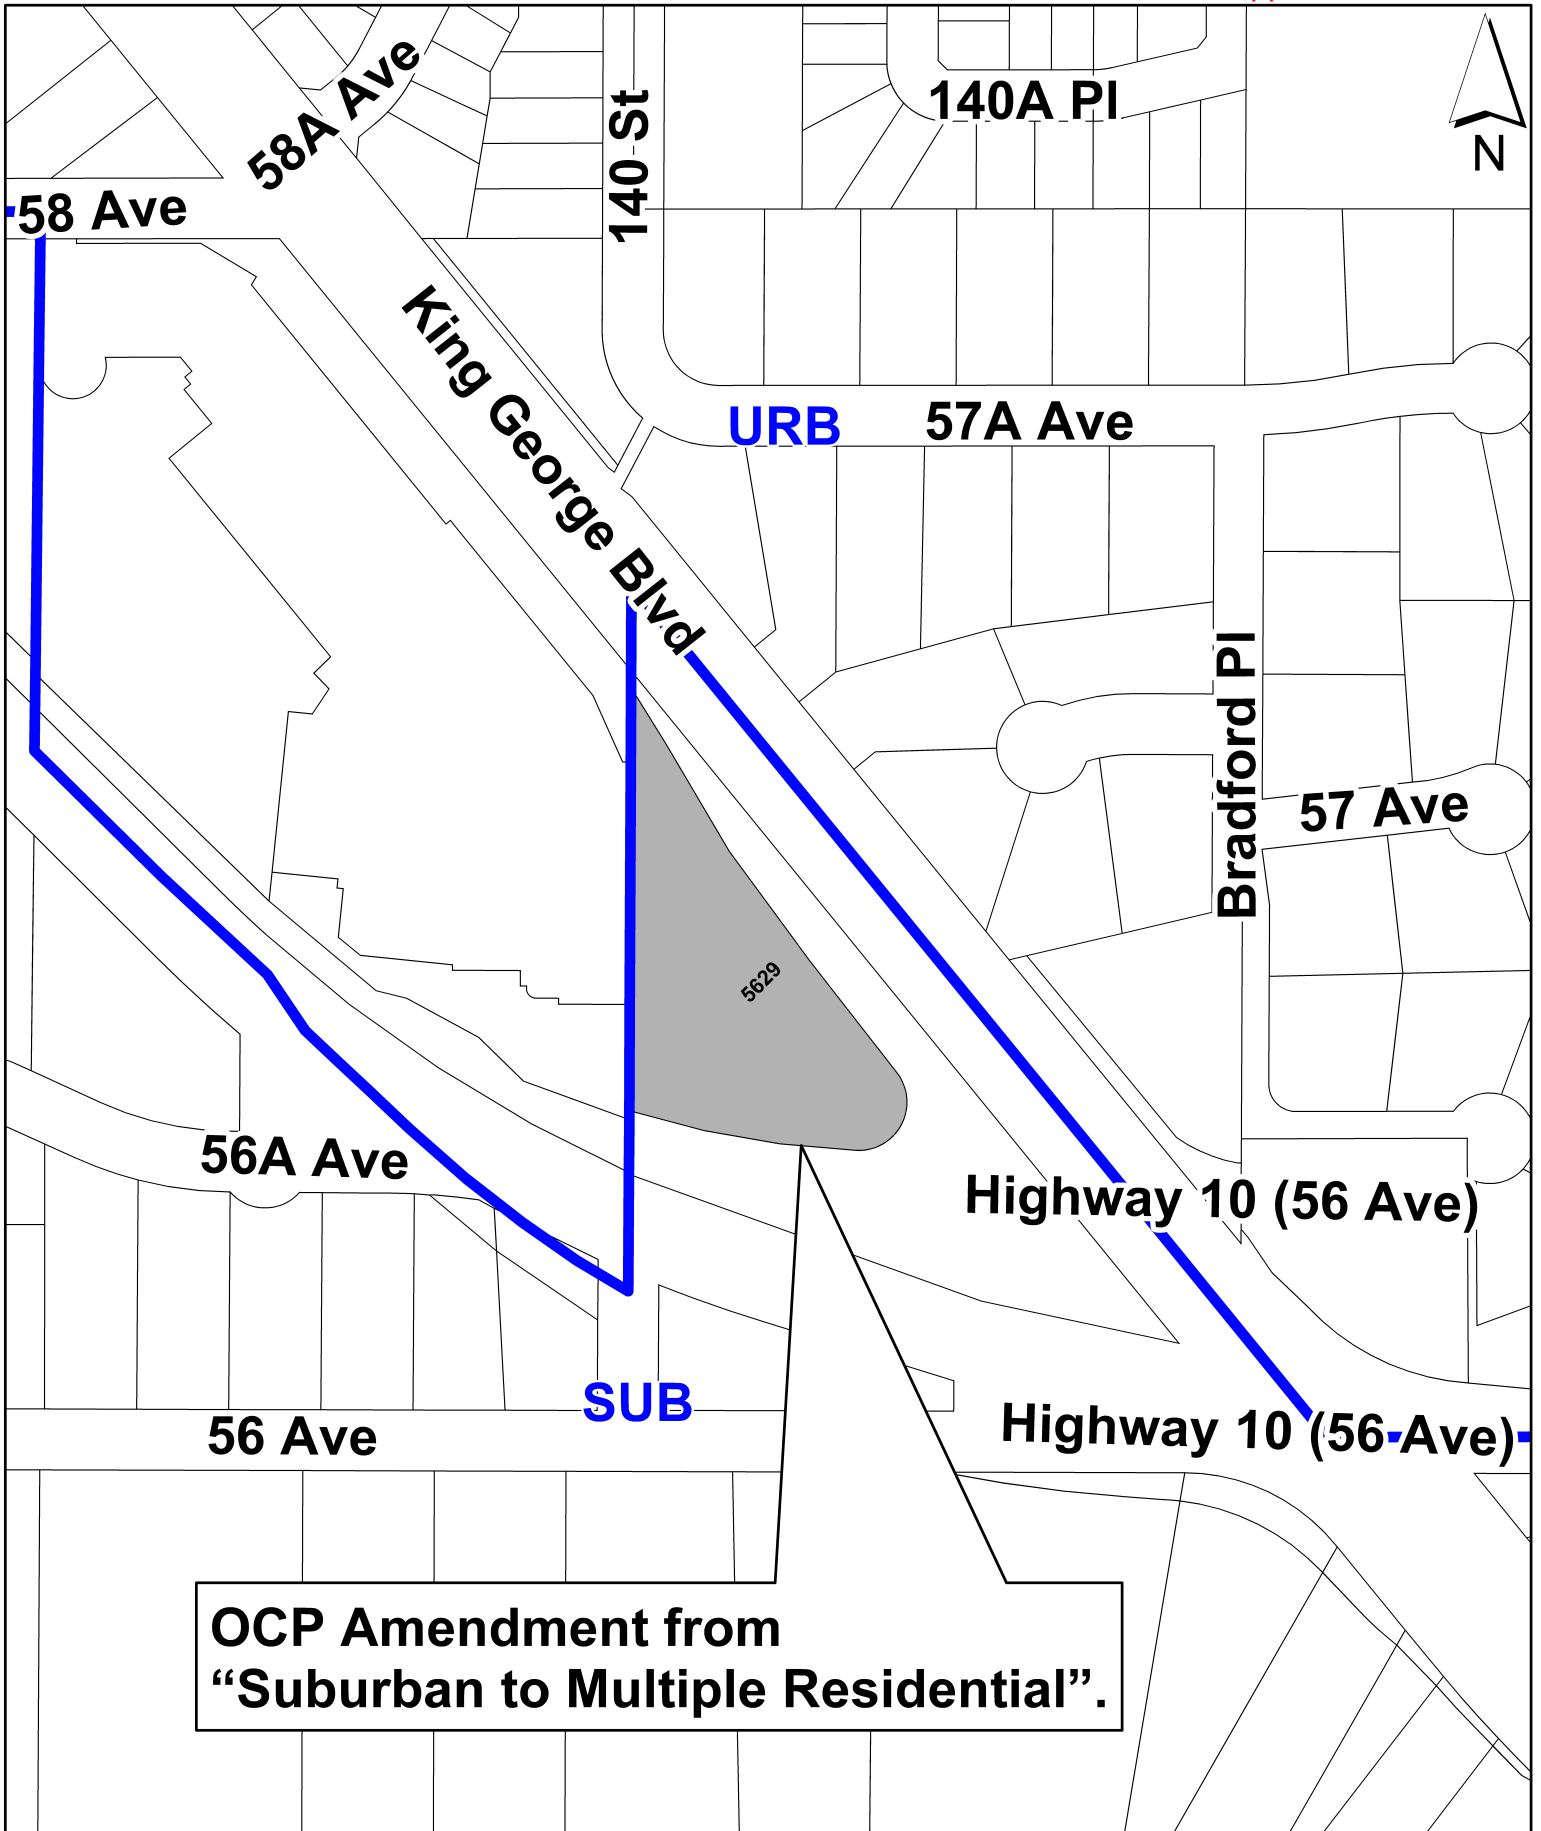 58A Ave
140 St
140A Pl
N
58 Ave
King George Blvd
URB
57A Ave
Bradford Pl
57 Ave
5629
56A Ave
Highway 10 (56 Ave)
SUB
56 Ave
Highway 10 (56 Ave)
OCP Amendment from
“Suburban to Multiple Residential”.